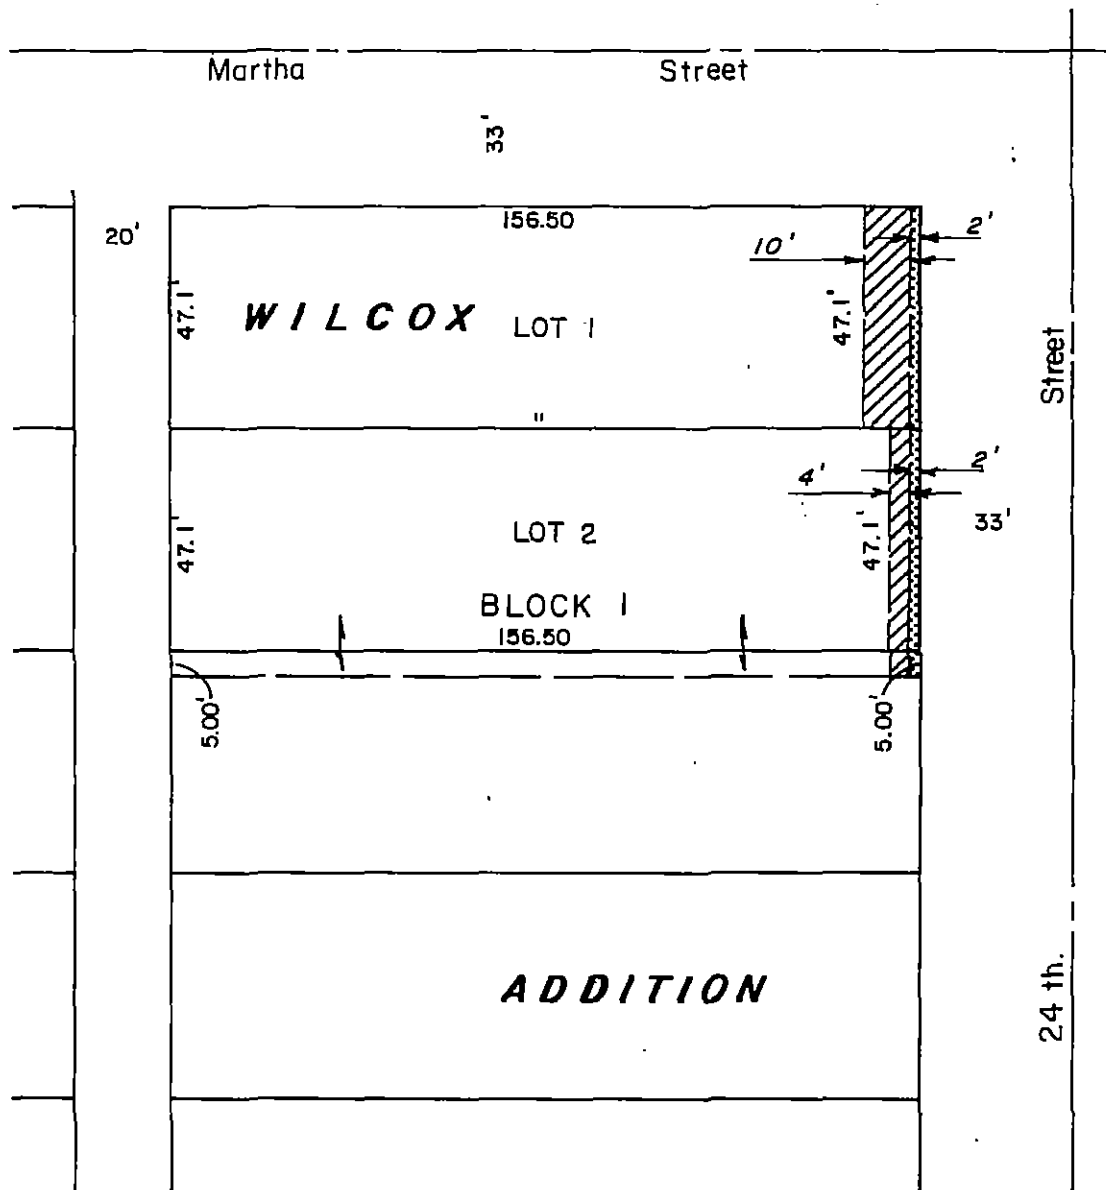 Martha Street
33'
156.50
20'
2'
10'
47.1
WILCOX
LOT 1
47.1'
Street
"
2'
4'
33'
47.1
LOT 2
47.1'
BLOCK 1
156.50
5.00'
5.00'
ADDITION
24 th.